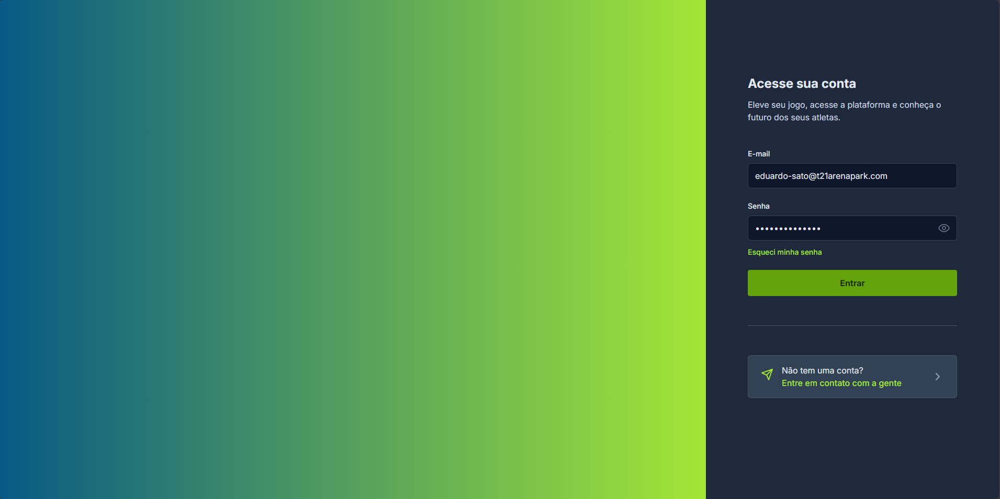 Acesse sua conta
Eleve seu jogo, acesse a plataforma e conheça o
futuro dos seus atletas.
E-mail
eduardo-sato@t21arenapark.com
Senha
••••••••••••••
Esqueci minha senha
Entrar
Não tem uma conta?
Entre em contato com a gente